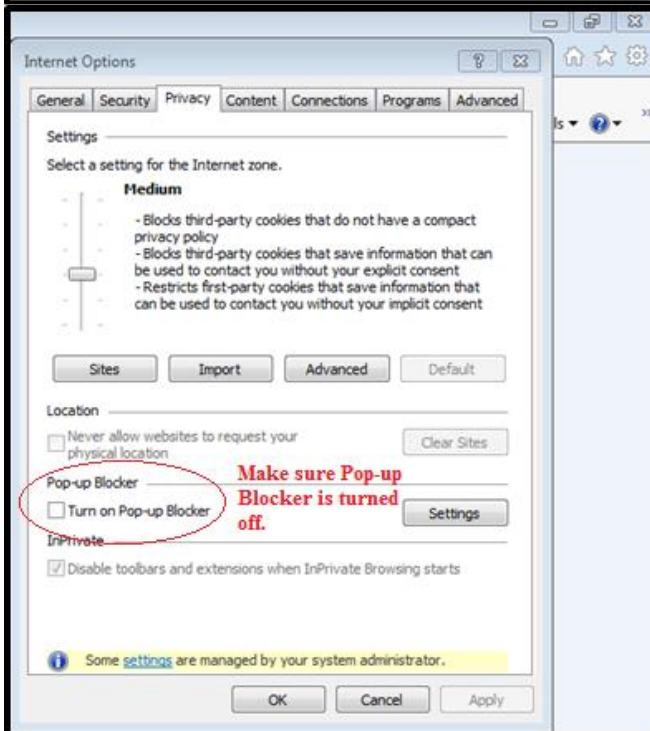 Internet Options
General Security Privacy Content Connections Programs Advanced
Settings
Select a setting for the Internet zone.
Medium
- Blocks third-party cookies that do not have a compact
privacy policy
- Blocks third-party cookies that save information that can
be used to contact you without your explicit consent
- Restricts first-party cookies that save information that
can be used to contact you without your implicit consent
Sites Import Advanced Default
Location
Never allow websites to request your
physical location
Clear Sites
Pop-up Blocker
Turn on Pop-up Blocker
Make sure Pop-up
Blocker is turned
off.
Settings
InPrivate
Disable toolbars and extensions when InPrivate Browsing starts
Some settings are managed by your system administrator.
OK Cancel Apply
ls